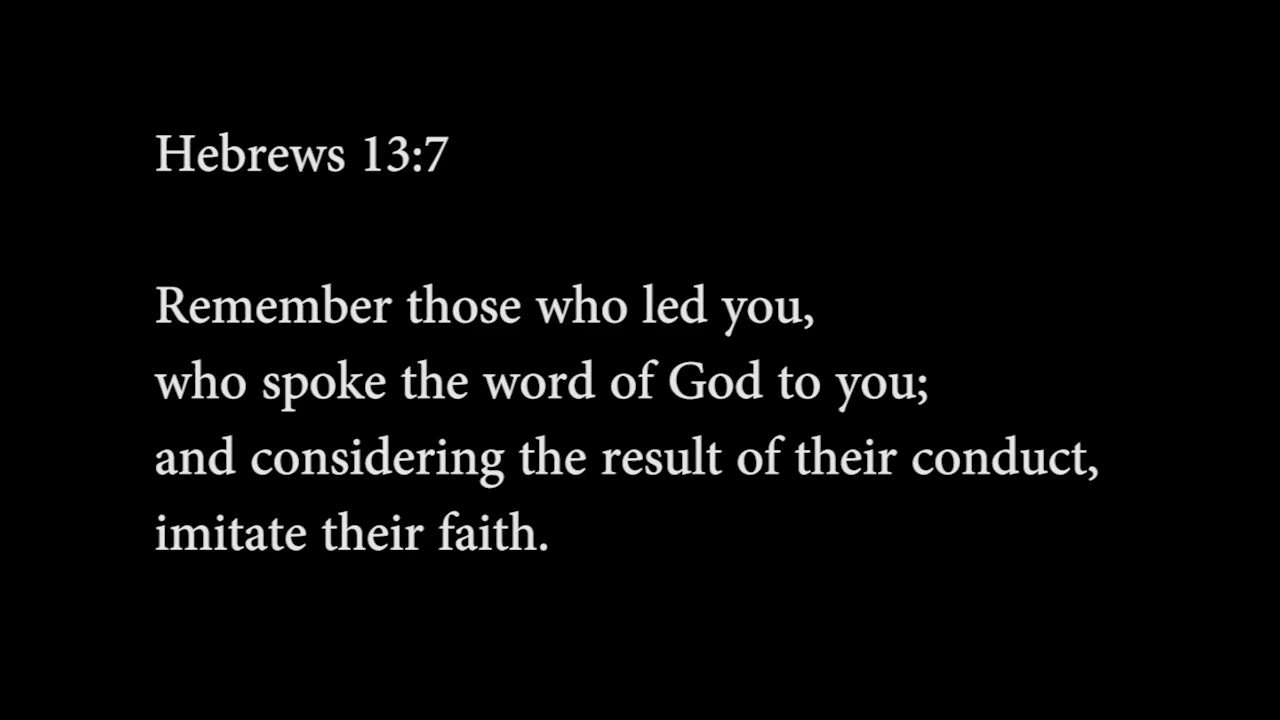 Hebrews 13:7
Remember those who led you,
who spoke the word of God to you;
and considering the result of their conduct,
imitate their faith.